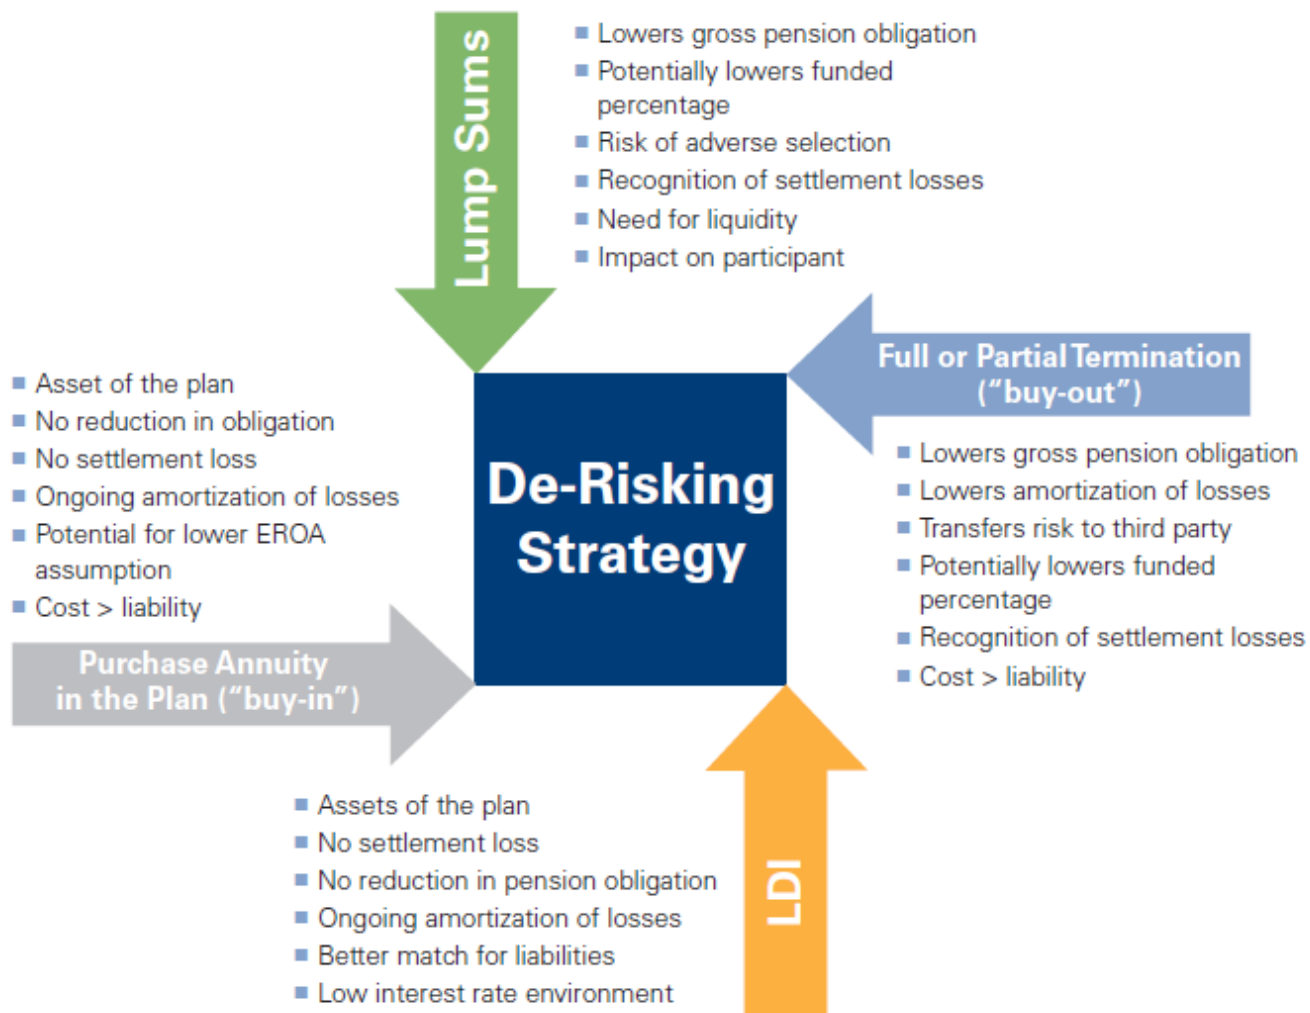 Lump Sums
Lowers gross pension obligation
Potentially lowers funded
percentage
Risk of adverse selection
Recognition of settlement losses
Need for liquidity
Impact on participant
Full or Partial Termination
(“buy-out”)
Lowers gross pension obligation
Lowers amortization of losses
Transfers risk to third party
Potentially lowers funded
percentage
Recognition of settlement losses
Cost > liability
De-Risking
Strategy
Asset of the plan
No reduction in obligation
No settlement loss
Ongoing amortization of losses
Potential for lower EROA
assumption
Cost > liability
Purchase Annuity
in the Plan (“buy-in”)
Assets of the plan
No settlement loss
No reduction in pension obligation
Ongoing amortization of losses
Better match for liabilities
Low interest rate environment
LDI